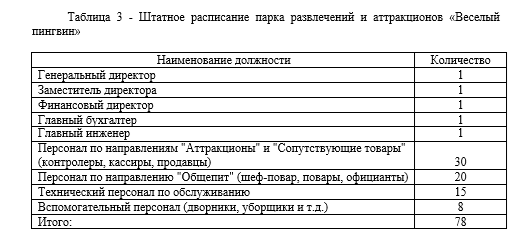 Таблица 3 - Штатное расписание парка развлечений и аттракционов «Веселый
пингвин»
Наименование должности Количество
Генеральный директор 1
Заместитель директора 1
Финансовый директор 1
Главный бухгалтер 1
Главный инженер 1
Персонал по направлениям "Аттракционы" и "Сопутствующие товары"
(контролеры, кассиры, продавцы) 30
Персонал по направлению "Общепит" (шеф-повар, повары, официанты) 20
Технический персонал по обслуживанию 15
Вспомогательный персонал (дворники, уборщики и т.д.) 8
Итого: 78